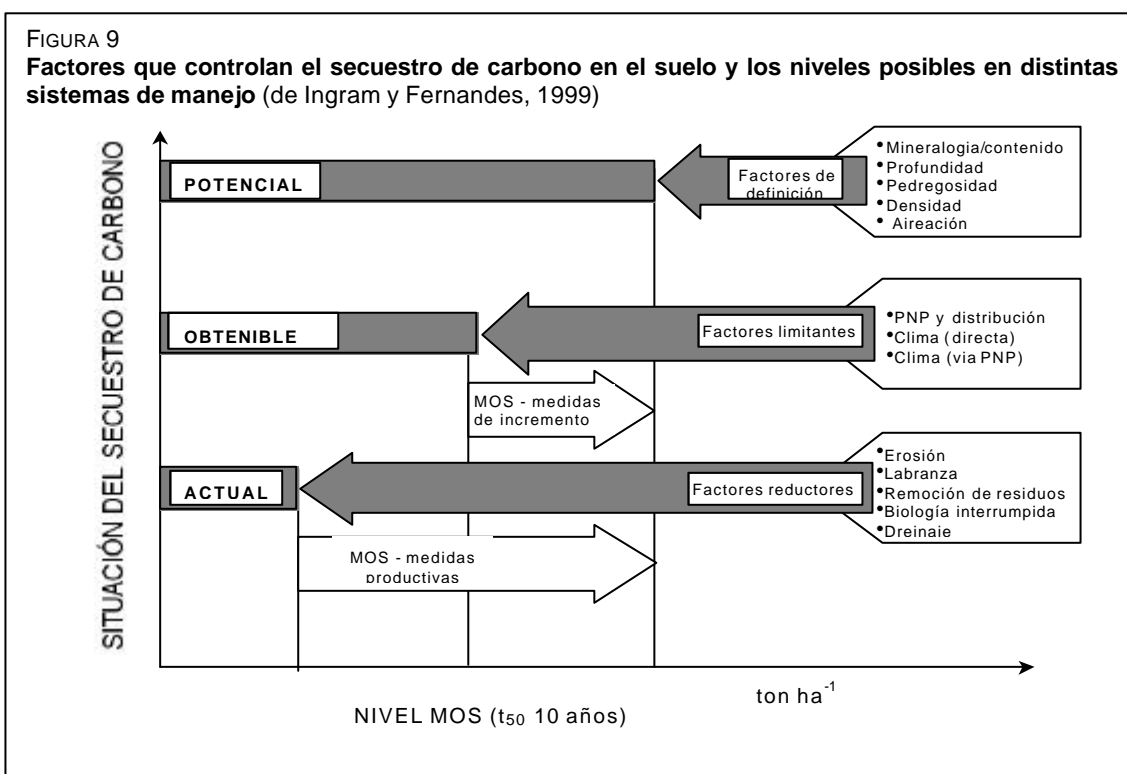 FIGURA 9
Factores que controlan el secuestro de carbono en el suelo y los niveles posibles en distintas
sistemas de manejo (de Ingram y Fernandes, 1999)
SITUACIÓN DEL SECUESTRO DE CARBONO
POTENCIAL
Factores de
definición
•Mineralogia/contenido
•Profundidad
•Pedregosidad
•Densidad
• Aireación
OBTENIBLE
Factores limitantes
•PNP y distribución
•Clima (directa)
•Clima (via PNP)
MOS - medidas
de incremento
ACTUAL
Factores reductores
•Erosión
•Labranza
•Remoción de residuos
•Biología interrumpida
•Dreinaie
MOS - medidas
productivas
ton ha-1
NIVEL MOS (t50 10 años)